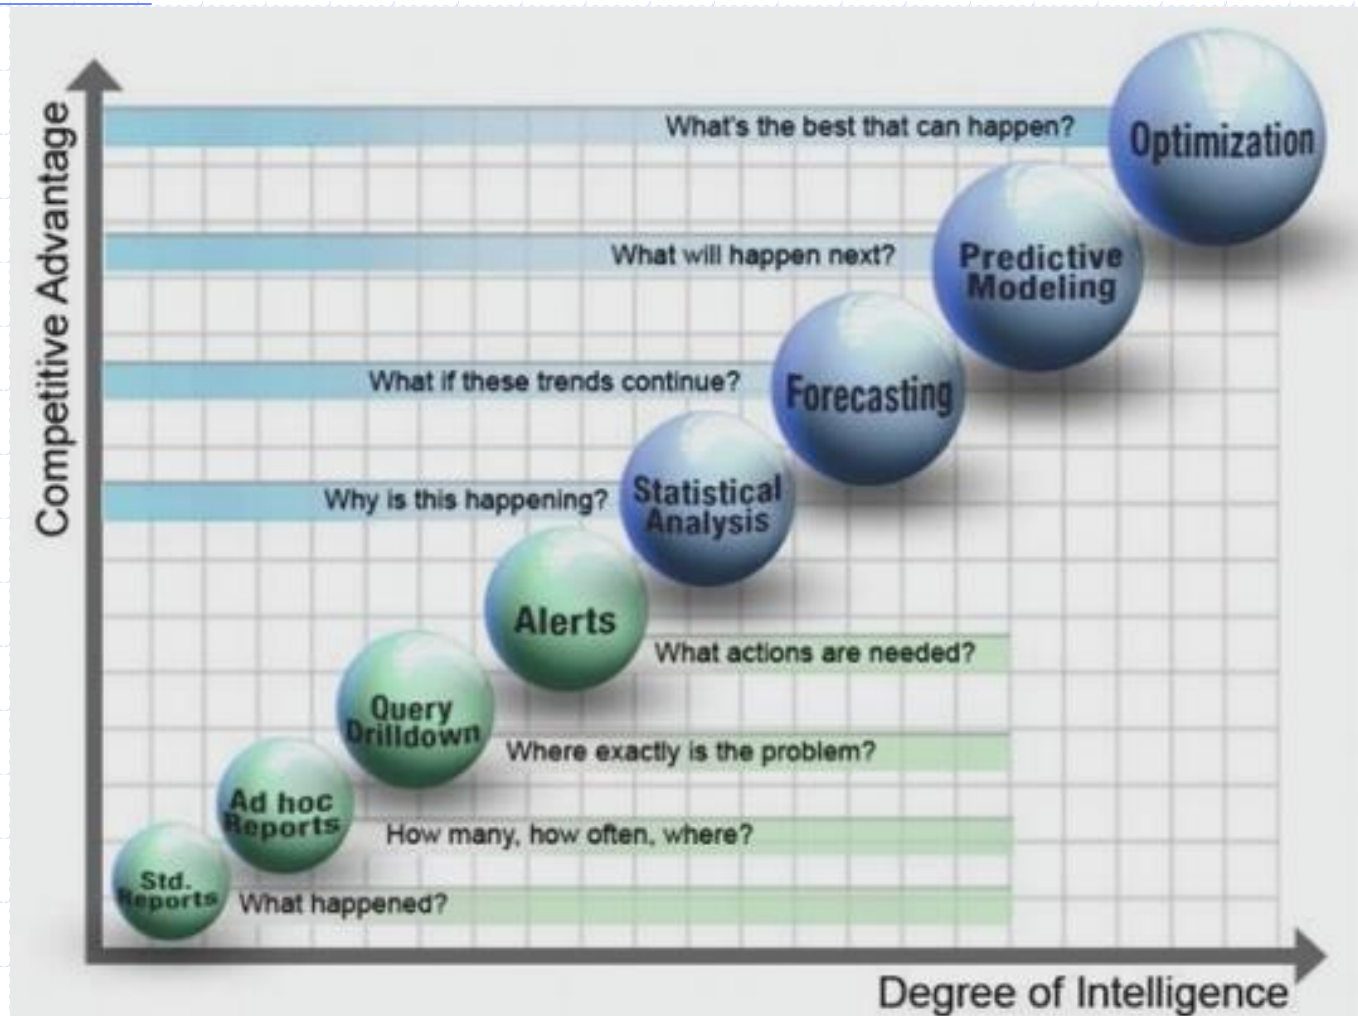 Competitive Advantage
What's the best that can happen?
Optimization
What will happen next?
Predictive
Modeling
What if these trends continue?
Forecasting
Why is this happening?
Statistical
Analysis
Alerts
What actions are needed?
Query
Drilldown
Where exactly is the problem?
Ad hoc
Reports
How many, how often, where?
Std.
Reports
What happened?
Degree of Intelligence